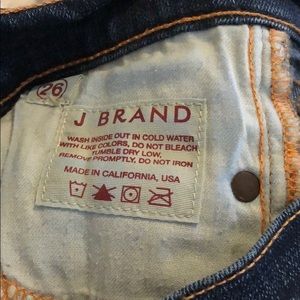 26
J BRAND
WASH INSIDE OUT IN COLD WATER
WITH LIKE COLORS, DO NOT BLEACH
TUMBLE DRY LOW,
REMOVE PROMPTLY, DO NOT IRON
MADE IN CALIFORNIA, USA